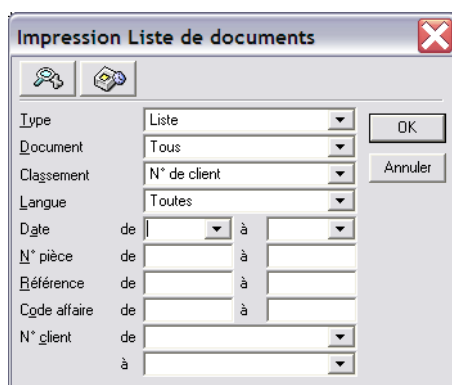 Impression Liste de documents
Type Liste OK
Document Tous
Classement N° de client Annuler
Langue Toutes
Date de à
N° pièce de à
Référence de à
Code affaire de à
N° client de
à